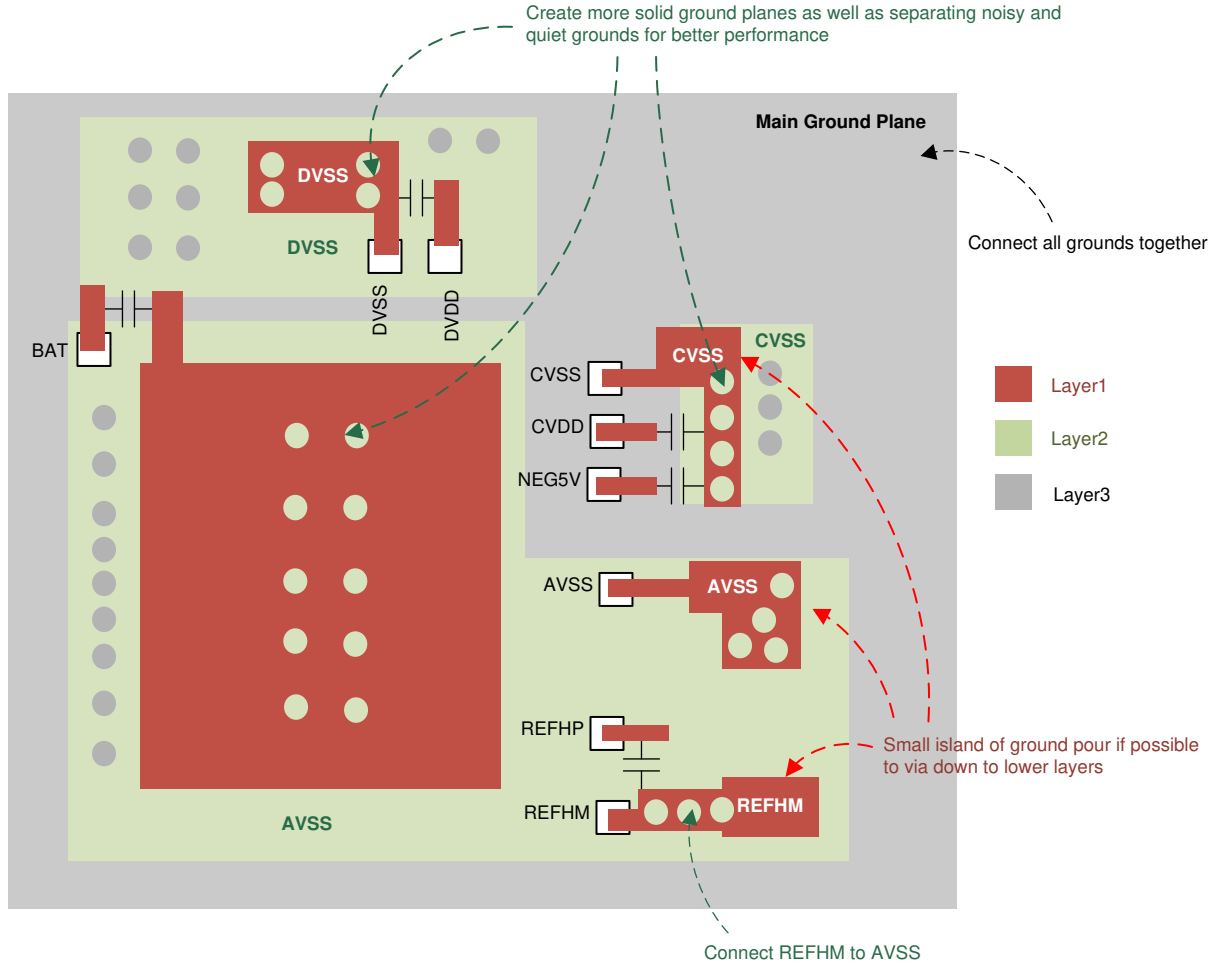 Create more solid ground planes as well as separating noisy and
quiet grounds for better performance
Main Ground Plane
DVSS
DVSS
Connect all grounds together
DVSS
DVDD
BAT
CVSS
CVSS
CVSS
CVDD
NEG5V
Layer1
Layer2
Layer3
AVSS
AVSS
REFHP
Small island of ground pour if possible
to via down to lower layers
REFHM
REFHM
AVSS
Connect REFHM to AVSS